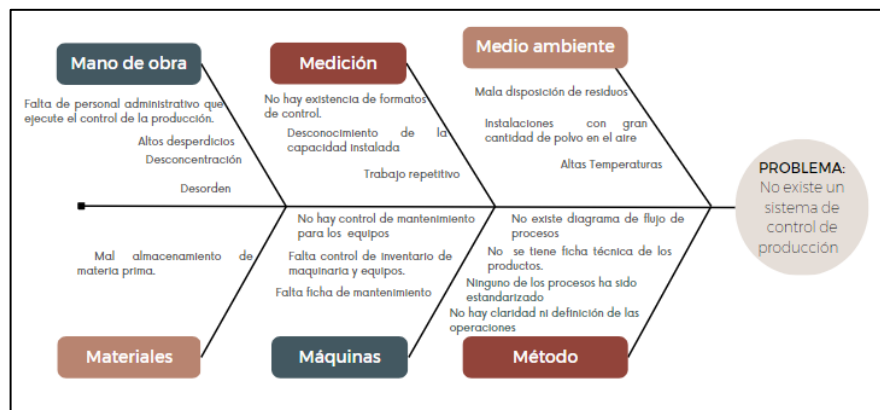 Mano de obra
Medición
Medio ambiente
Falta de personal administrativo que
ejecute el control de la producción.
Altos desperdicios
Desconcentración
Desorden
No hay existencia de formatos
de control.
Desconocimiento de la
capacidad instalada
Trabajo repetitivo
Mala disposición de residuos
Instalaciones con gran
cantidad de polvo en el aire
Altas Temperaturas
PROBLEMA:
No existe un
sistema de
control de
producción
Mal almacenamiento de
materia prima.
No hay control de mantenimiento
para los equipos
Falta control de inventario de
maquinaria y equipos.
Falta ficha de mantenimiento
No existe diagrama de flujo de
procesos
No se tiene ficha técnica de los
productos.
Ninguno de los procesos ha sido
estandarizado
No hay claridad ni definición de las
operaciones
Materiales
Máquinas
Método